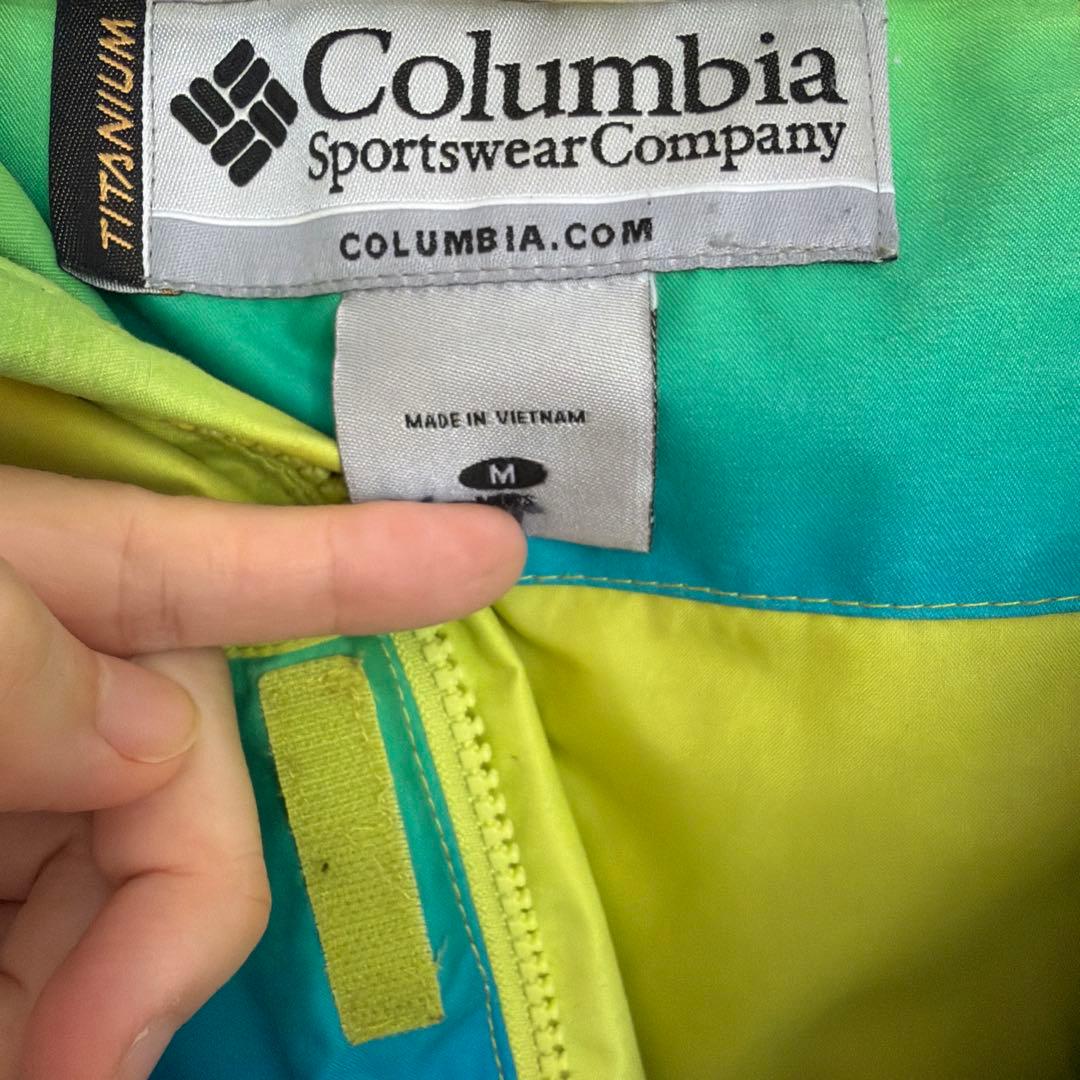 TITANIUM
Columbia
Sportswear Company
COLUMBIA.COM
MADE IN VIETNAM
M